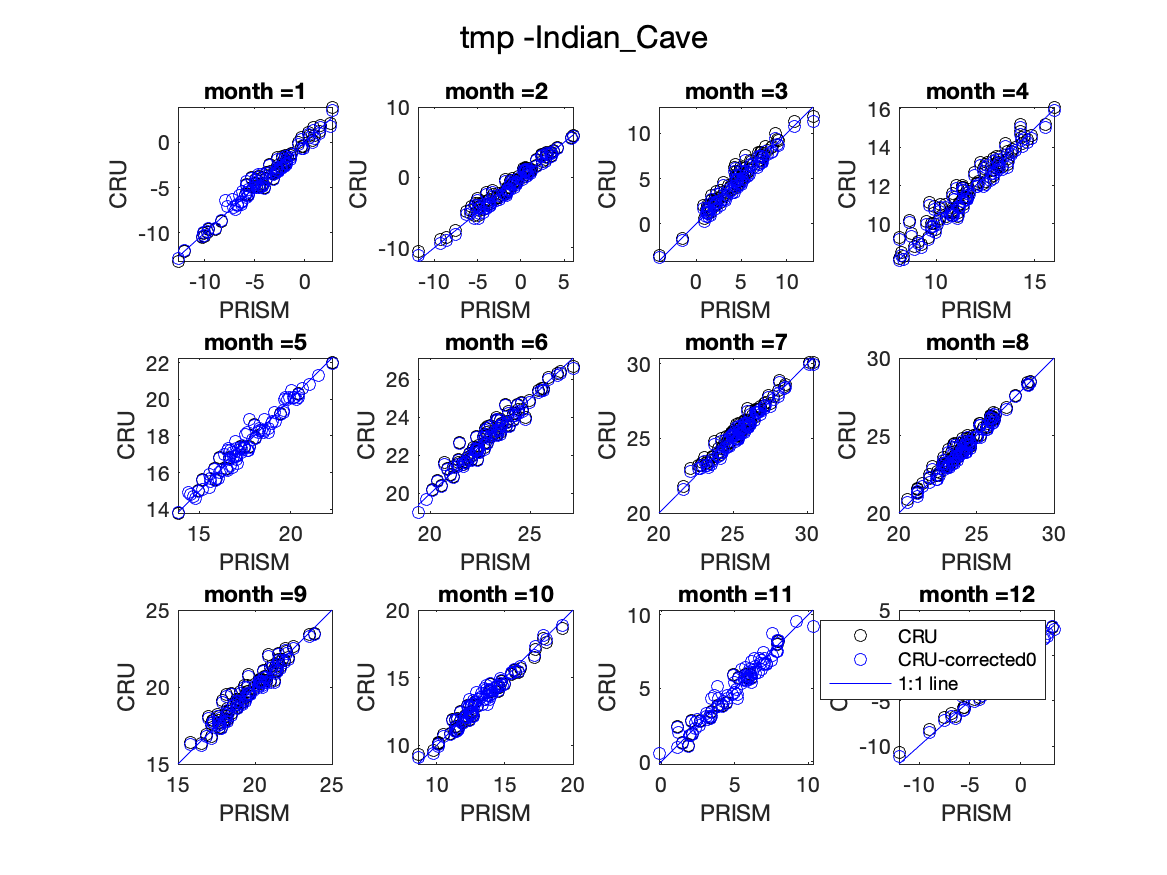 tmp -Indian_Cave
month =1
0
-5
-10
CRU
-10 -5 0
PRISM
month =2
10
0
-10
CRU
-10 -5 0 5
PRISM
month =3
10
5
0
CRU
0 5 10
PRISM
month =4
16
14
12
10
CRU
10 15
PRISM
month =5
22
20
18
16
14
CRU
15 20
PRISM
month =6
26
24
22
20
CRU
20 25
PRISM
month =7
30
25
20
CRU
20 25 30
PRISM
month =8
30
25
20
CRU
20 25 30
PRISM
month =9
25
20
15
CRU
15 20 25
PRISM
month =10
20
15
10
CRU
10 15 20
PRISM
month =11
10
5
0
CRU
0 5 10
PRISM
month =12
5
-5
-10
CRU
CRU-corrected0
1:1 line
-10 -5 0
PRISM